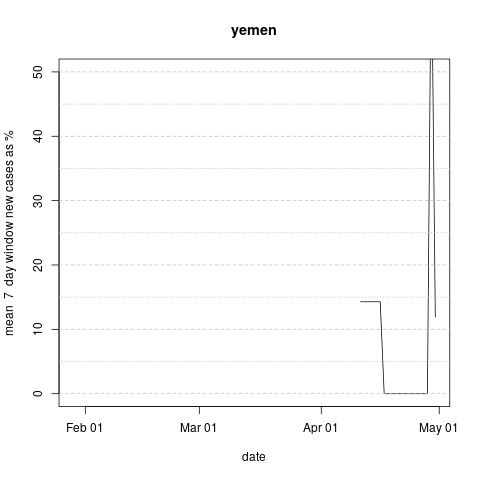 yemen
mean 7 day window new cases as %
50
40
30
20
10
0
Feb 01
Mar 01
Apr 01
May 01
date